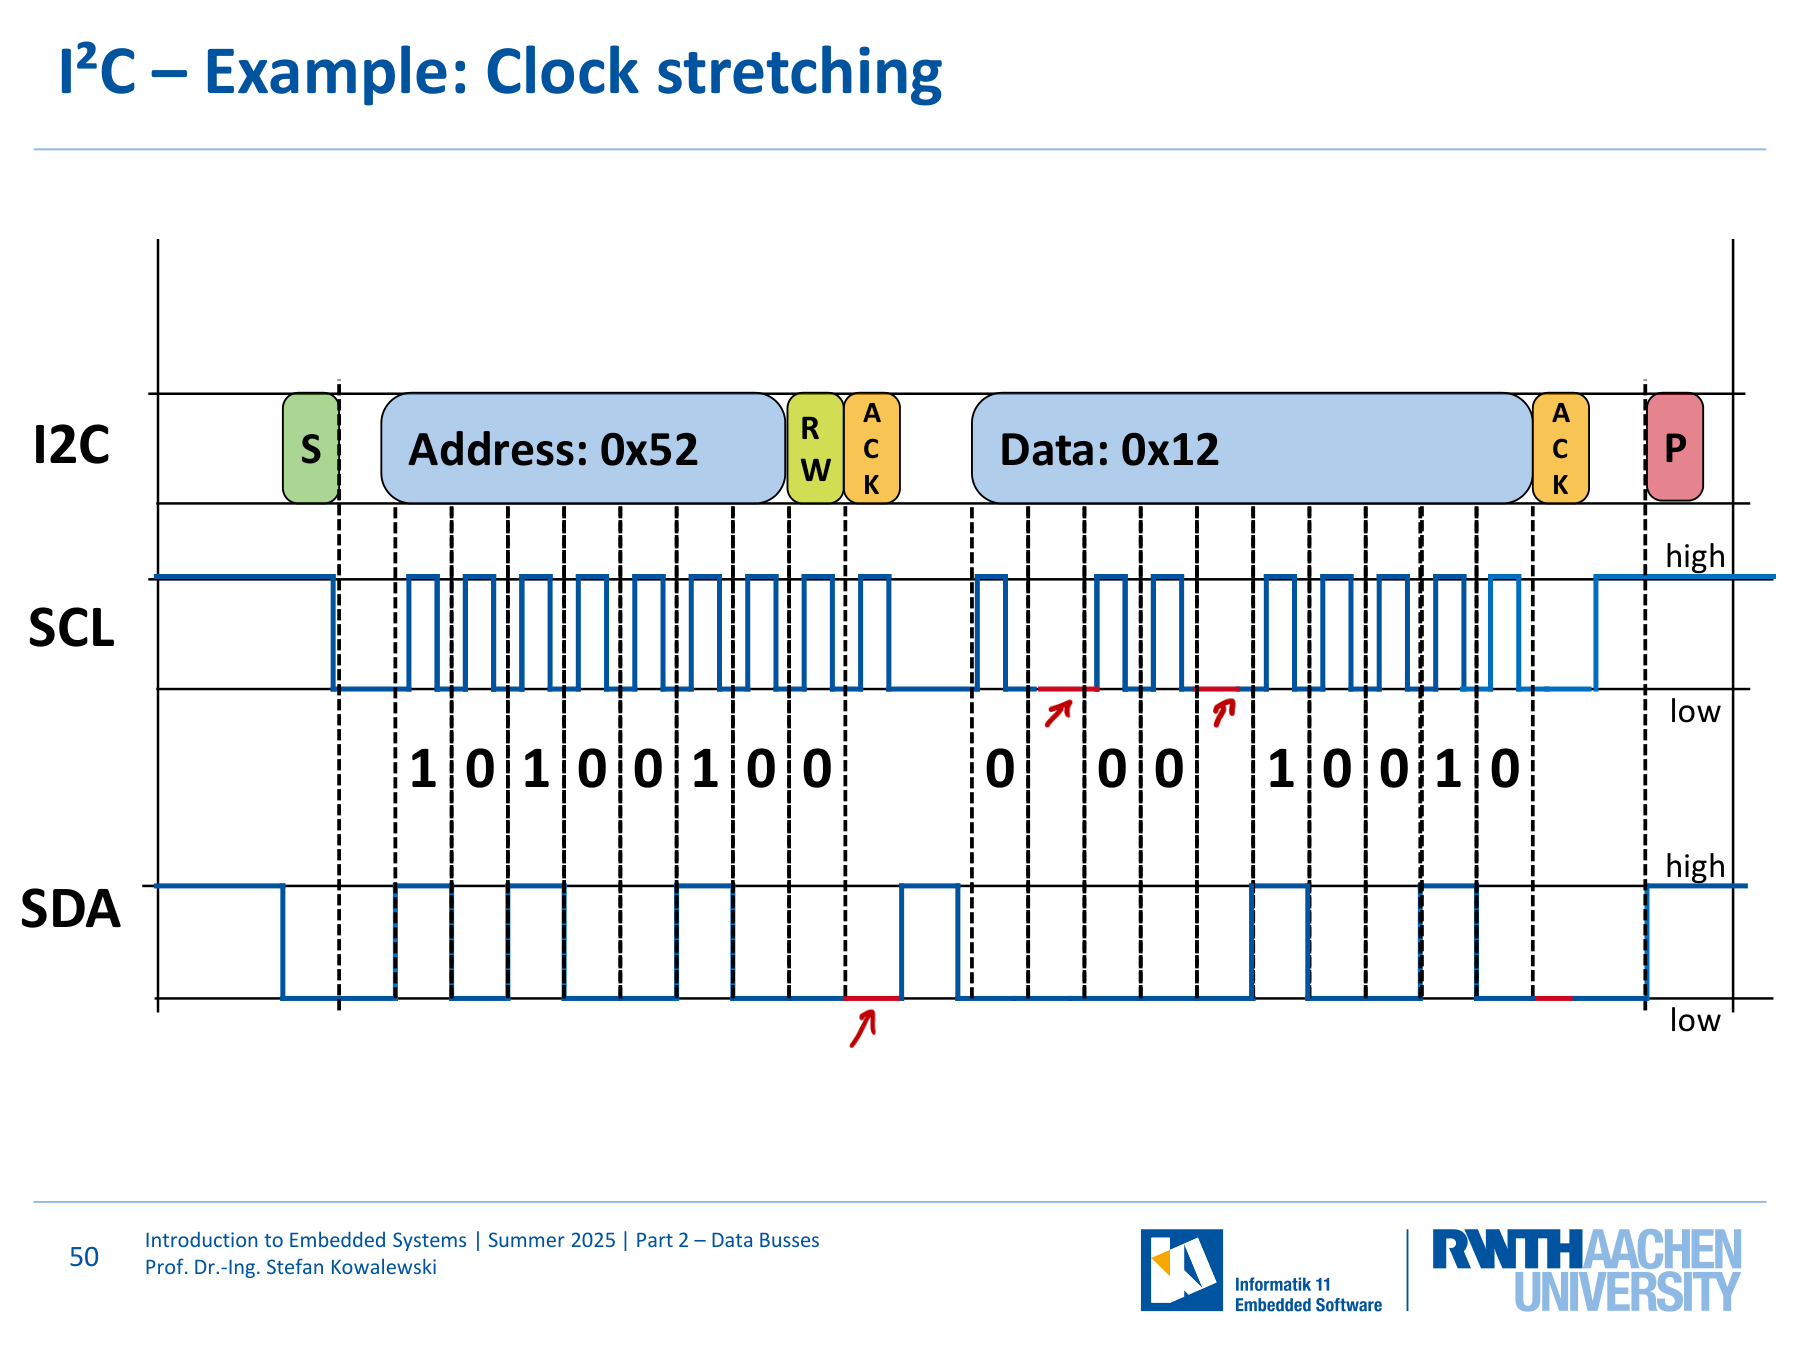 I²C – Example: Clock stretching
I2C
S
Address: 0x52
R
W
A
C
K
Data: 0x12
A
C
K
P
high
SCL
low
1 0 1 0 0 1 0 0 0 0 0 1 0 0 1 0
high
SDA
low
50
Introduction to Embedded Systems | Summer 2025 | Part 2 – Data Busses
Prof. Dr.-Ing. Stefan Kowalewski
Informatik 11
Embedded Software
RWTHAACHEN
UNIVERSITY